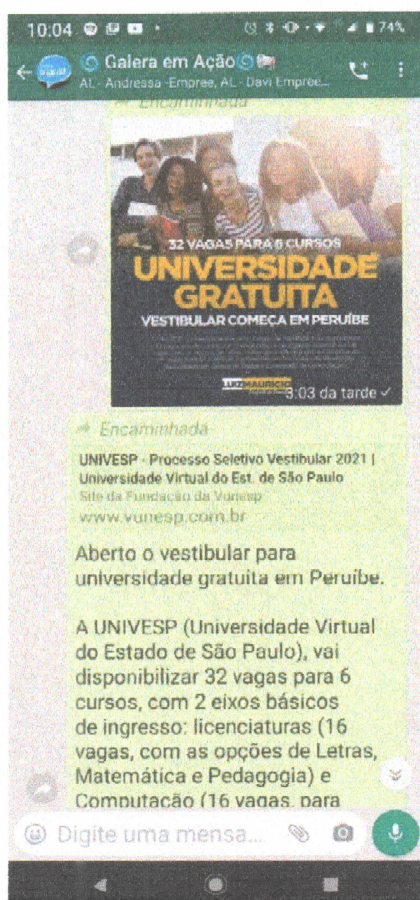 10:04
74%
Galera em Ação
AL - Andressa -Empree, AL - Davi Empree...
Encaminhada
32 VAGAS PARA 6 CURSOS
UNIVERSIDADE
GRATUITA
VESTIBULAR COMEÇA EM PERUÍBE
LUIZMAURICIO
3:03 da tarde
Encaminhada
UNIVESP - Processo Seletivo Vestibular 2021 |
Universidade Virtual do Est. de São Paulo
Site da Fundação da Vunesp
www.vunesp.com.br
Aberto o vestibular para
universidade gratuita em Peruíbe.
A UNIVESP (Universidade Virtual
do Estado de São Paulo), vai
disponibilizar 32 vagas para 6
cursos, com 2 eixos básicos
de ingresso: licenciaturas (16
vagas, com as opções de Letras,
Matemática e Pedagogia) e
Computação (16 vagas, para
Digite uma mensa...